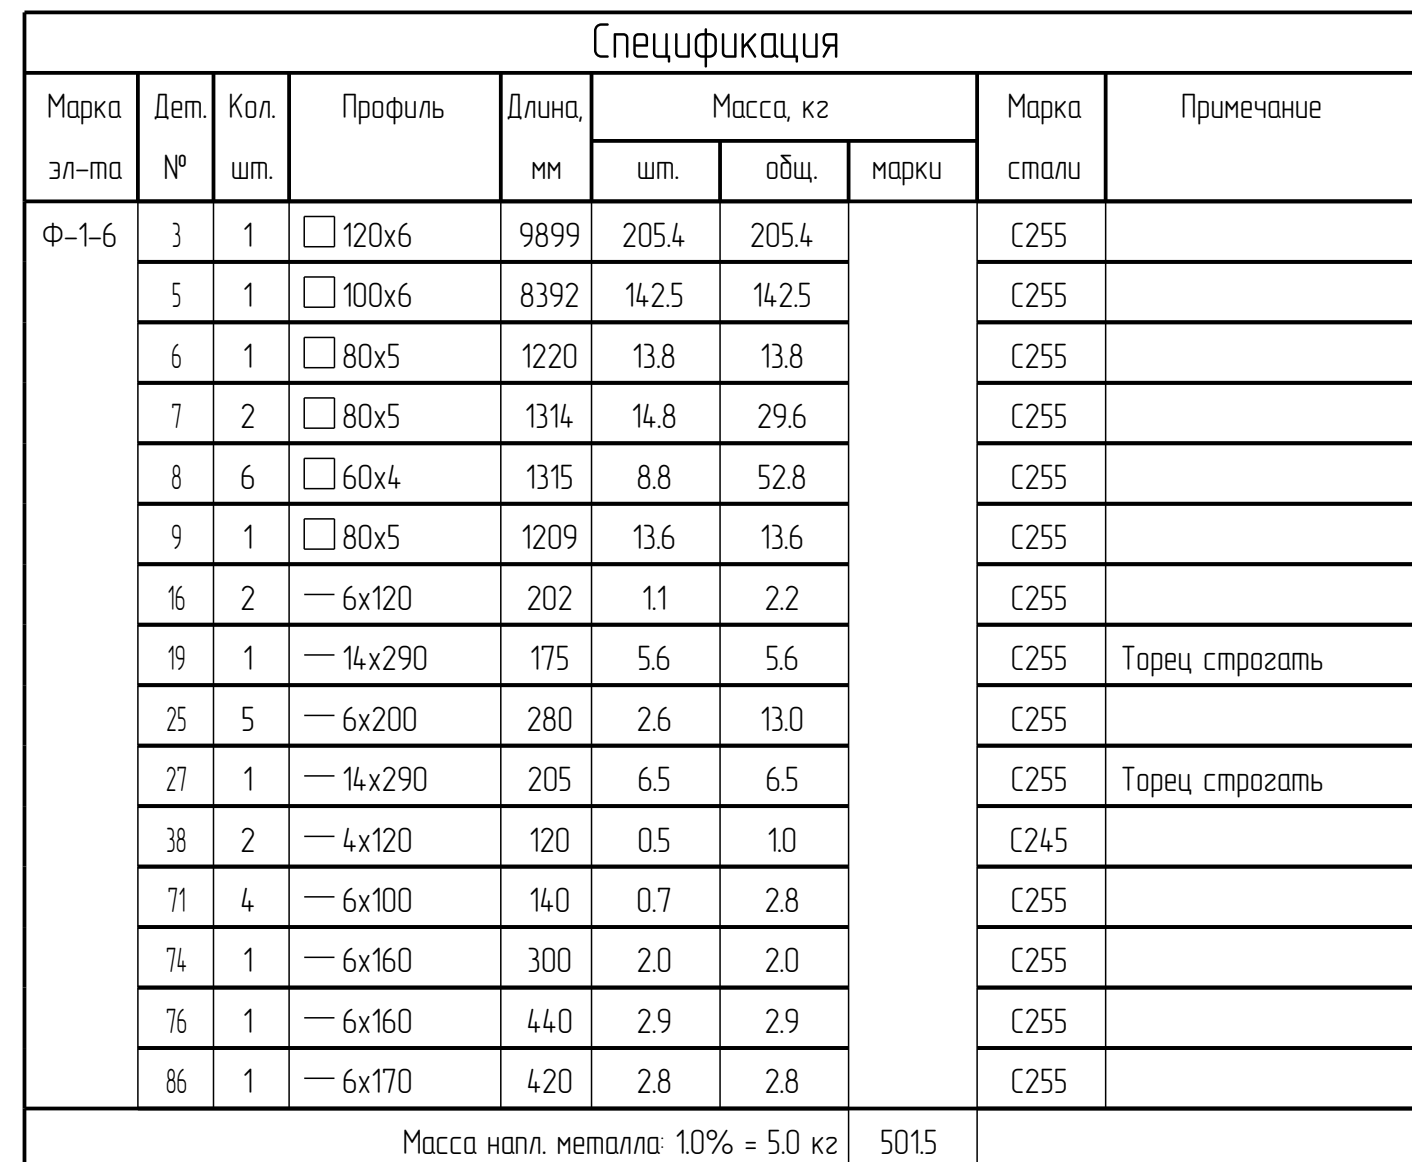 Спецификация
Марка Дет. Кол. Профиль Длина, Масса, кг Марка Примечание
эл-та № шт. мм шт. общ. марки стали
Ф-1-6 3 1 □ 120x6 9899 205.4 205.4 С255
5 1 □ 100x6 8392 142.5 142.5 С255
6 1 □ 80x5 1220 13.8 13.8 С255
7 2 □ 80x5 1314 14.8 29.6 С255
8 6 □ 60x4 1315 8.8 52.8 С255
9 1 □ 80x5 1209 13.6 13.6 С255
16 2 — 6x120 202 1.1 2.2 С255
19 1 — 14x290 175 5.6 5.6 С255 Торец строгать
25 5 — 6x200 280 2.6 13.0 С255
27 1 — 14x290 205 6.5 6.5 С255 Торец строгать
38 2 — 4x120 120 0.5 1.0 С245
71 4 — 6x100 140 0.7 2.8 С255
74 1 — 6x160 300 2.0 2.0 С255
76 1 — 6x160 440 2.9 2.9 С255
86 1 — 6x170 420 2.8 2.8 С255
Масса напл. металла: 1.0% = 5.0 кг 501.5